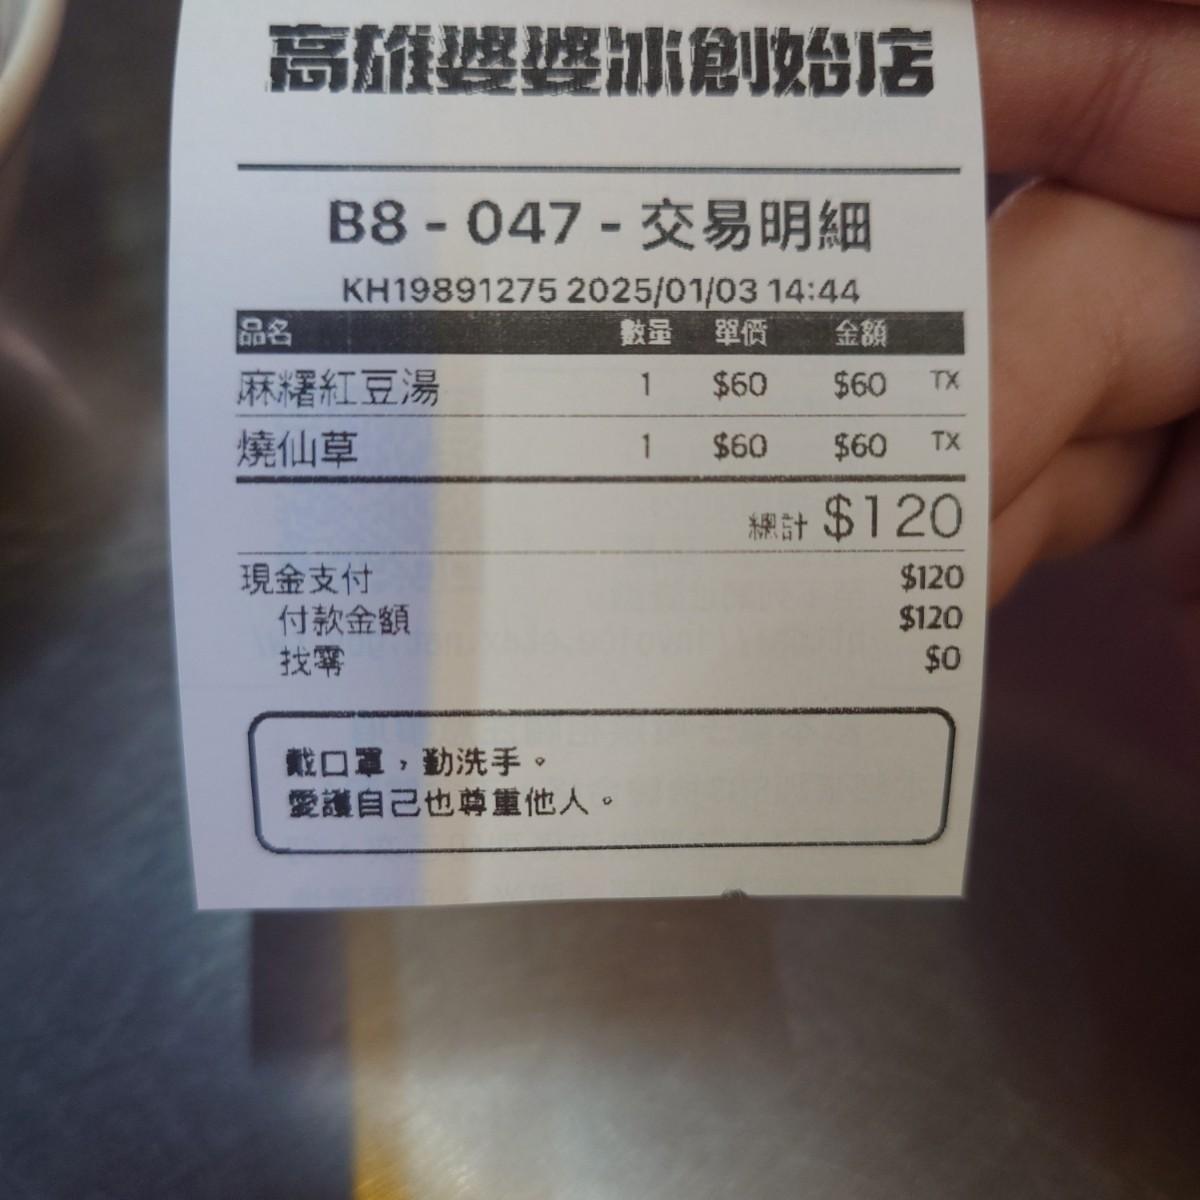 高雄婆婆冰創始店
B8 - 047 - 交易明細
KH19891275 2025/01/03 14:44
品名 數量 單價 金額
麻糬紅豆湯 1 $60 $60 TX
燒仙草 1 $60 $60 TX
總計 $120
現金支付 $120
付款金額 $120
找零 $0
戴口罩，勤洗手。
愛護自己也尊重他人。